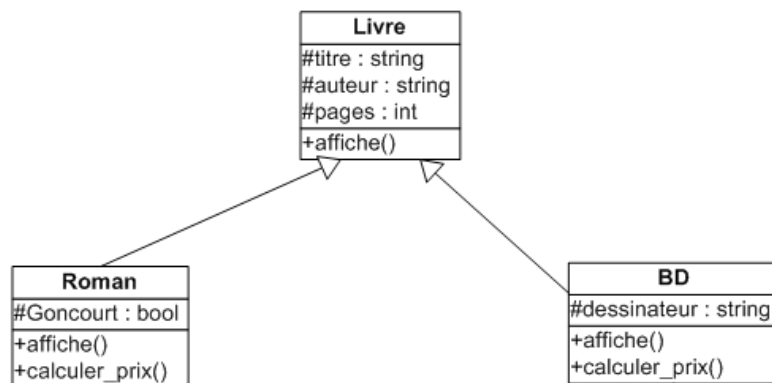 Livre
#titre : string
#auteur : string
#pages : int
+affiche()
Roman
#Goncourt : bool
+affiche()
+calculer_prix()
BD
#dessinateur : string
+affiche()
+calculer_prix()